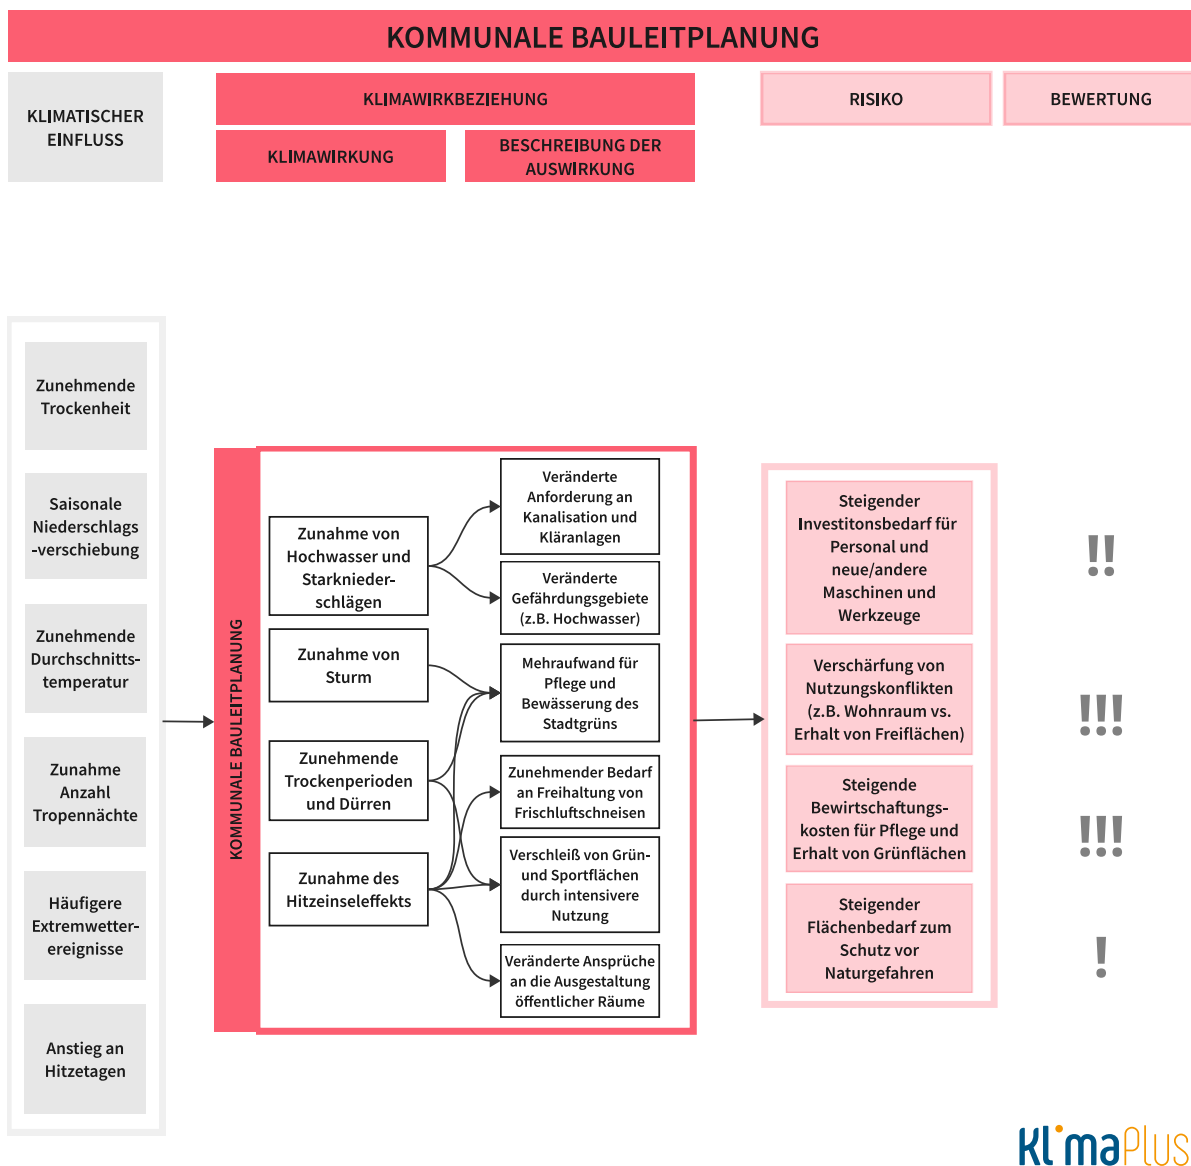 KOMMUNALE BAULEITPLANUNG
KLIMATISCHER
EINFLUSS
KLIMAWIRKBEZIEHUNG
KLIMAWIRKUNG
BESCHREIBUNG DER
AUSWIRKUNG
RISIKO
BEWERTUNG
Zunehmende
Trockenheit
Saisonale
Niederschlags
-verschiebung
Zunehmende
Durchschnitts-
temperatur
Zunahme
Anzahl
Tropennächte
Häufigere
Extremwetter-
ereignisse
Anstieg an
Hitzetagen
KOMMUNALE BAULEITPLANUNG
Zunahme von
Hochwasser und
Starknieder-
schlägen
Zunahme von
Sturm
Zunehmende
Trockenperioden
und Dürren
Zunahme des
Hitzeinseleffekts
Veränderte
Anforderung an
Kanalisation und
Kläranlagen
Veränderte
Gefährdungsgebiete
(z.B. Hochwasser)
Mehraufwand für
Pflege und
Bewässerung des
Stadtgrüns
Zunehmender Bedarf
an Freihaltung von
Frischluftschneisen
Verschleiß von Grün-
und Sportflächen
durch intensivere
Nutzung
Veränderte Ansprüche
an die Ausgestaltung
öffentlicher Räume
Steigender
Investitonsbedarf für
Personal und
neue/andere
Maschinen und
Werkzeuge
!!
Verschärfung von
Nutzungskonflikten
(z.B. Wohnraum vs.
Erhalt von Freiflächen)
!!!
Steigende
Bewirtschaftungs-
kosten für Pflege und
Erhalt von Grünflächen
!!!
Steigender
Flächenbedarf zum
Schutz vor
Naturgefahren
!
KlimaPlus